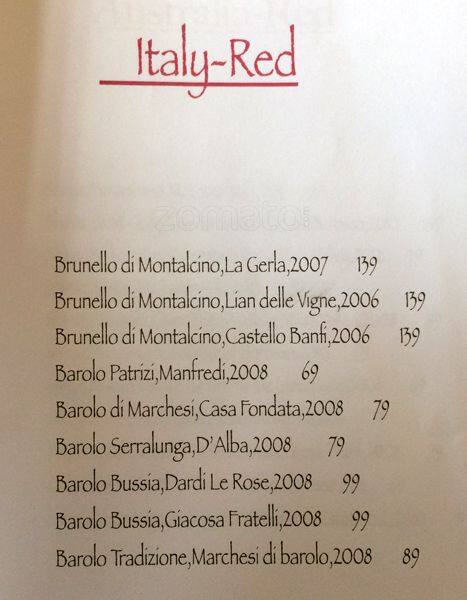 Italy-Red
zomato
Brunello di Montalcino,La Gerla,2007 139
Brunello di Montalcino,Lian delle Vigne,2006 139
Brunello di Montalcino,Castello Banfi,2006 139
Barolo Patrizi,Manfredi,2008 69
Barolo di Marchesi,Casa Fondata,2008 79
Barolo Serralunga,D'Alba,2008 79
Barolo Bussia,Dardi Le Rose,2008 99
Barolo Bussia,Giacosa Fratelli,2008 99
Barolo Tradizione,Marchesi di barolo,2008 89